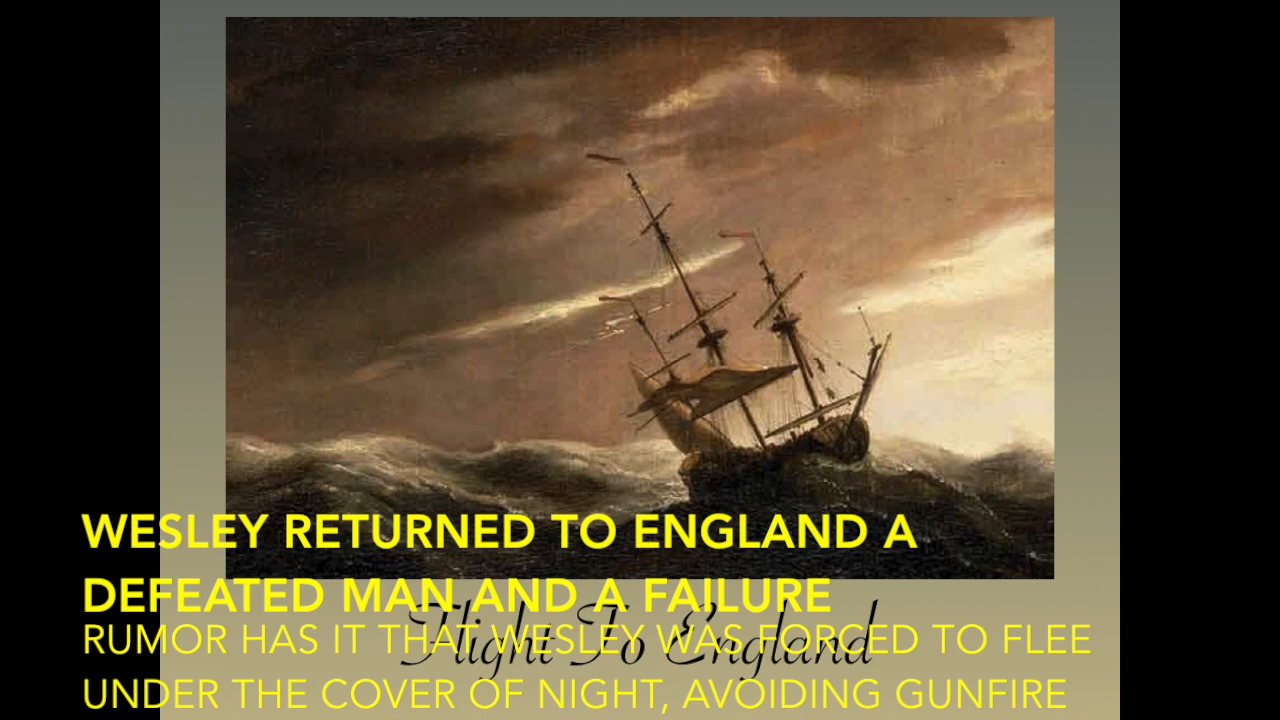 WESLEY RETURNED TO ENGLAND A
DEFEATED MAN AND A FAILURE
Flight To England
RUMOR HAS IT THAT WESLEY WAS FORCED TO FLEE
UNDER THE COVER OF NIGHT, AVOIDING GUNFIRE